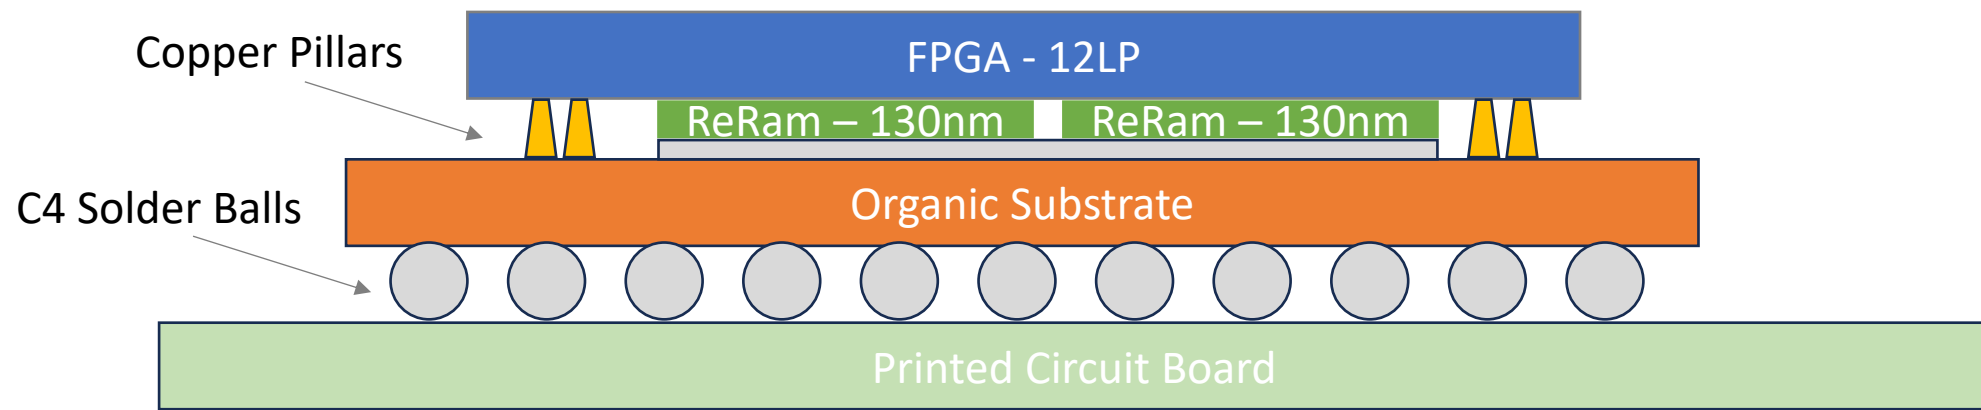 Copper Pillars
FPGA - 12LP
ReRam – 130nm
ReRam – 130nm
C4 Solder Balls
Organic Substrate
Printed Circuit Board